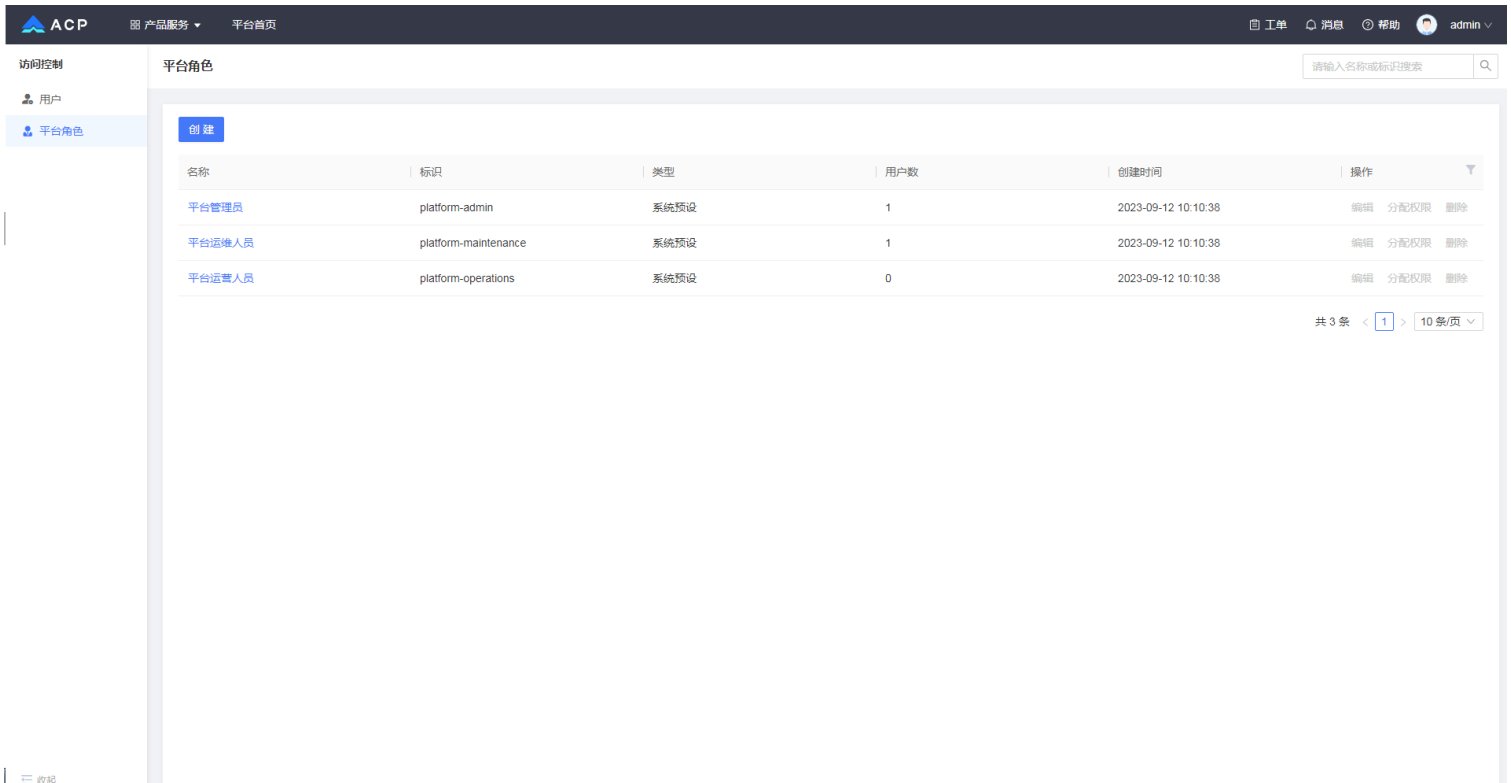 ACP 产品服务 平台首页 工单 消息 帮助 admin
访问控制
用户
平台角色
平台角色 请输入名称或标识搜索
创 建
名称 标识 类型 用户数 创建时间 操作
平台管理员 platform-admin 系统预设 1 2023-09-12 10:10:38 编辑 分配权限 删除
平台运维人员 platform-maintenance 系统预设 1 2023-09-12 10:10:38 编辑 分配权限 删除
平台运营人员 platform-operations 系统预设 0 2023-09-12 10:10:38 编辑 分配权限 删除
共 3 条 1 10 条/页
收起